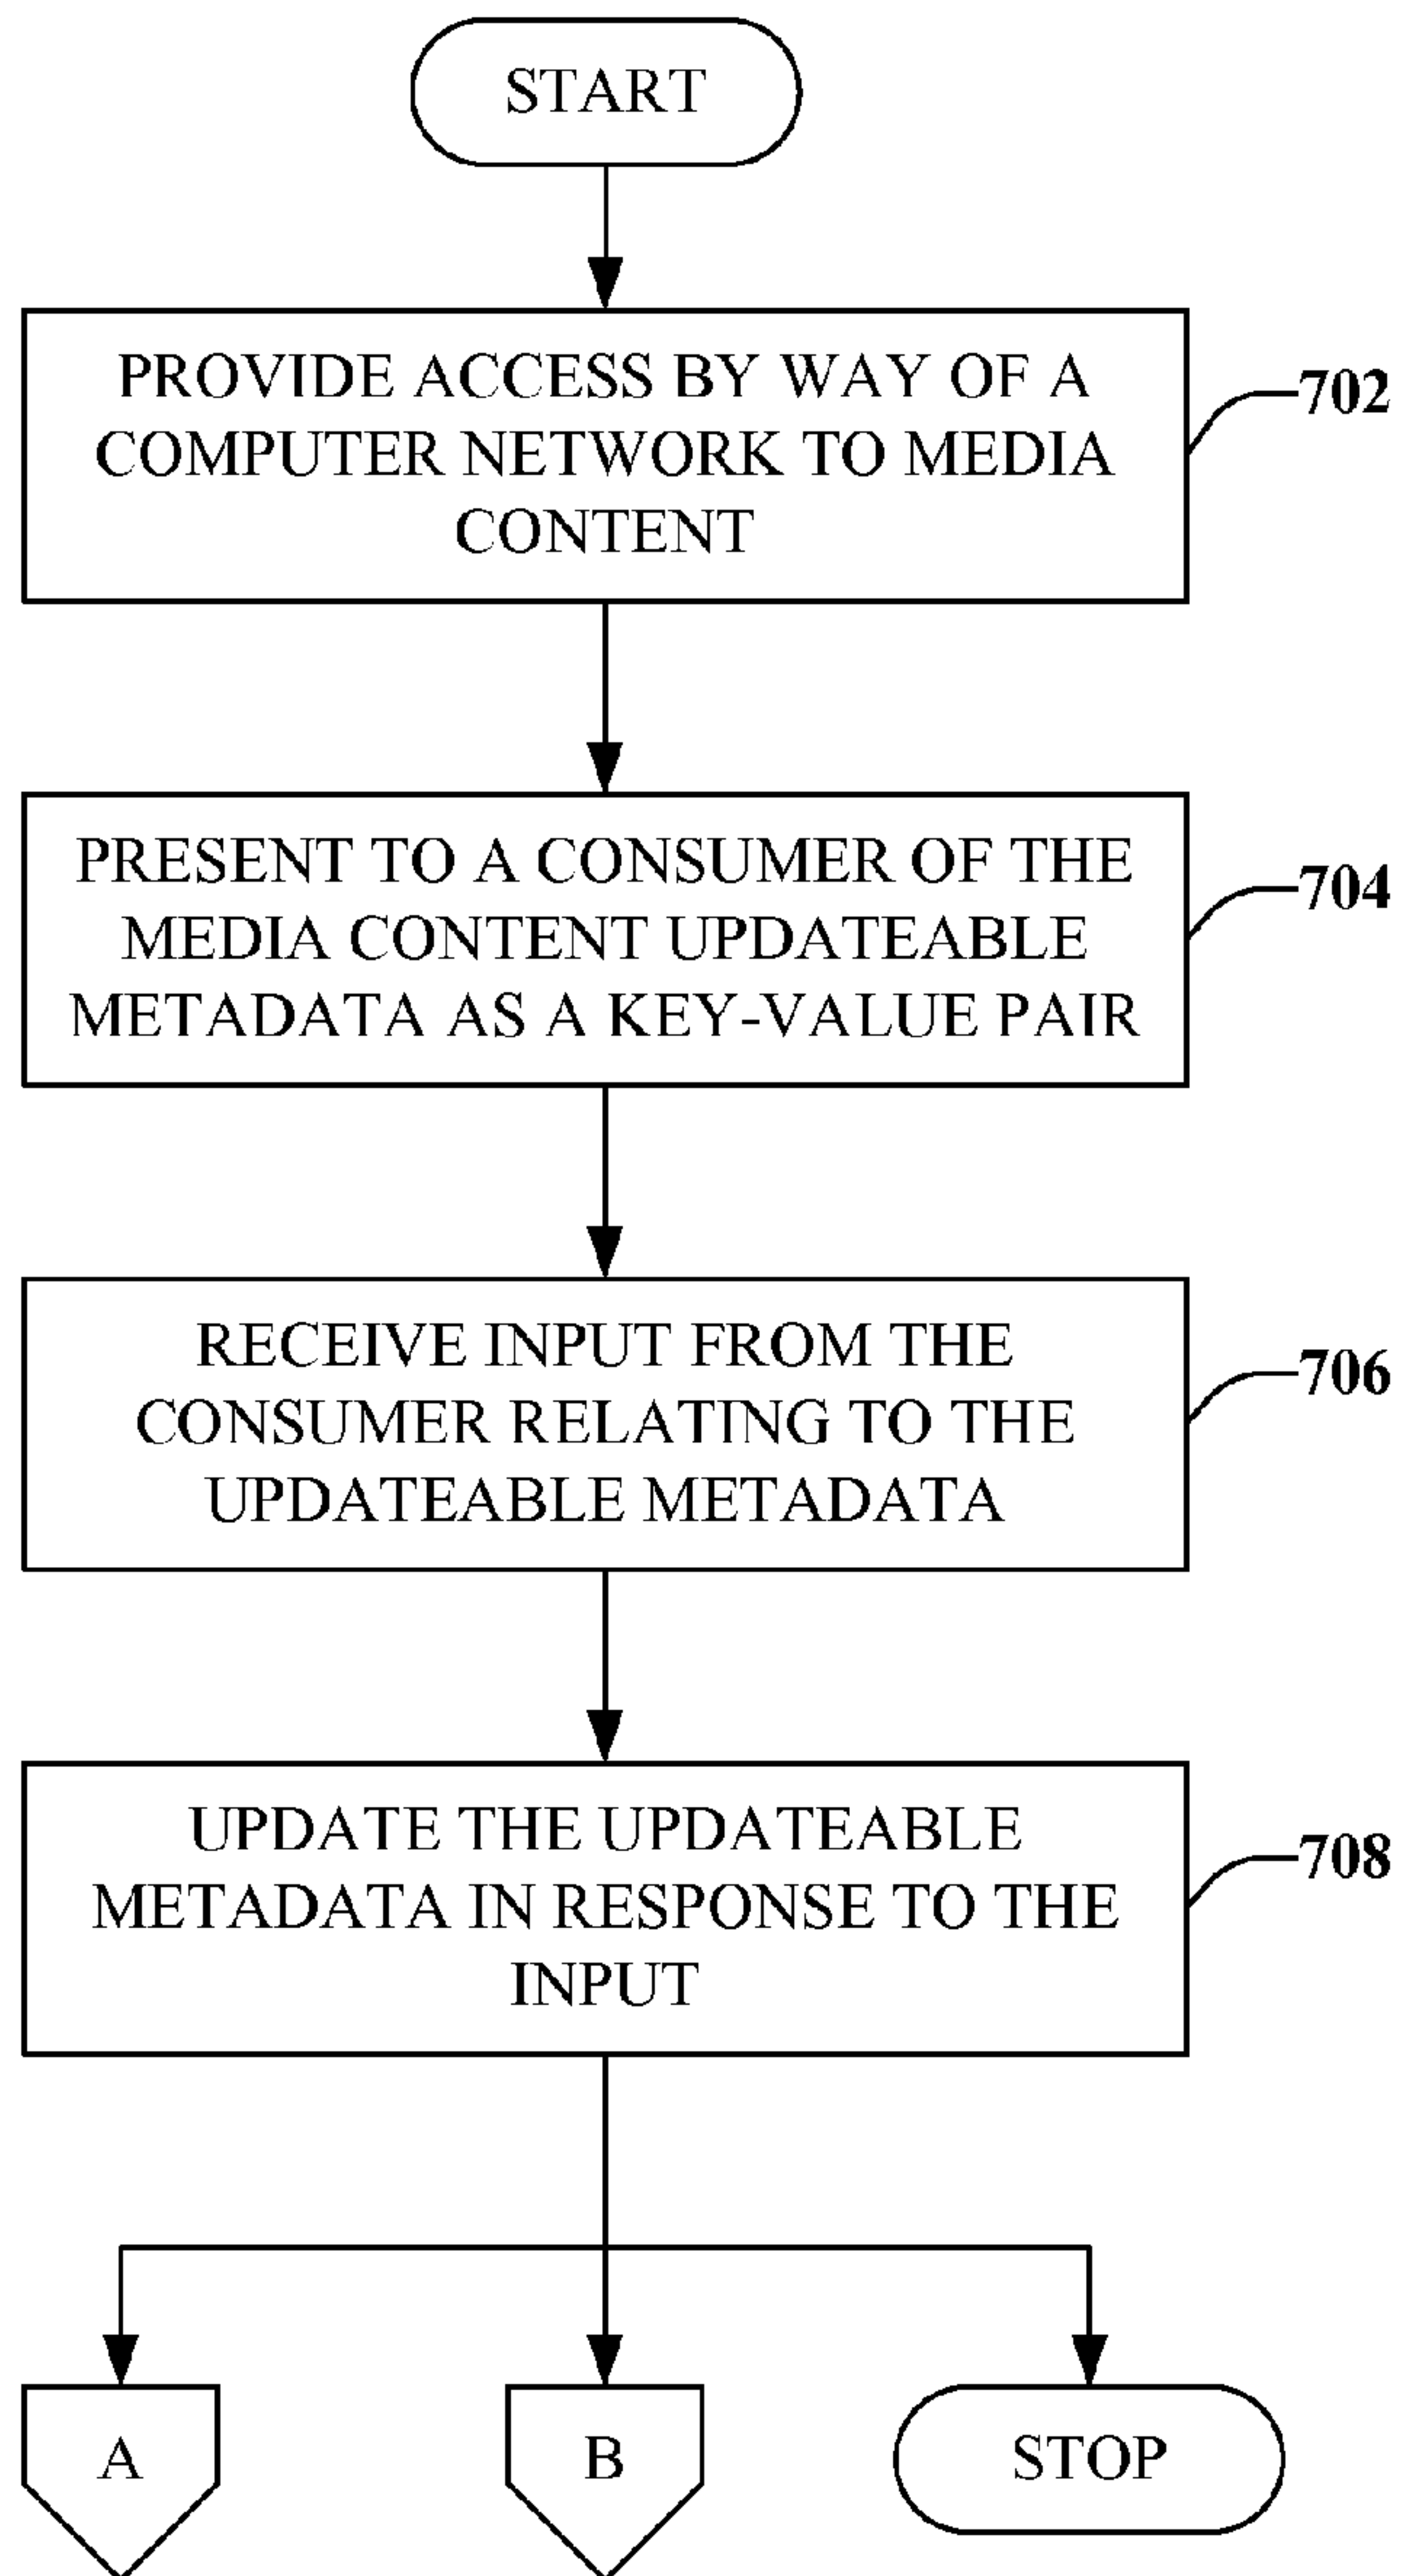 START
PROVIDE ACCESS BY WAY OF A
COMPUTER NETWORK TO MEDIA
CONTENT
702
PRESENT TO A CONSUMER OF THE
MEDIA CONTENT UPDATEABLE
METADATA AS A KEY-VALUE PAIR
704
RECEIVE INPUT FROM THE
CONSUMER RELATING TO THE
UPDATEABLE METADATA
706
UPDATE THE UPDATEABLE
METADATA IN RESPONSE TO THE
INPUT
708
A
B
STOP